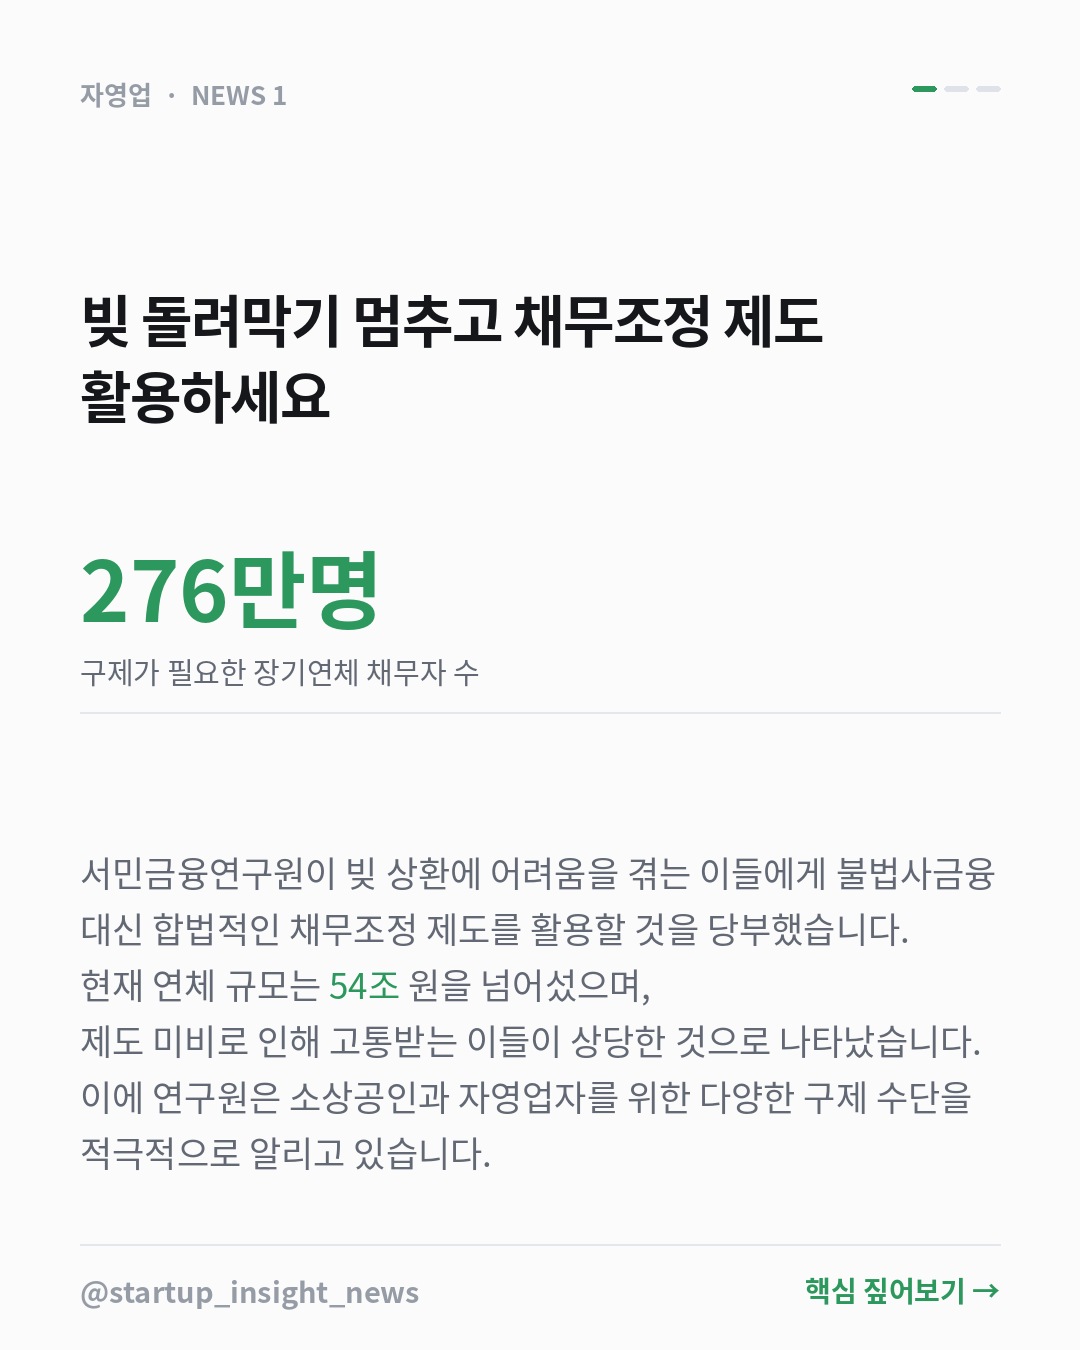 자영업 · NEWS 1
빚 돌려막기 멈추고 채무조정 제도
활용하세요
276만명
구제가 필요한 장기연체 채무자 수
서민금융연구원이 빚 상환에 어려움을 겪는 이들에게 불법사금융
대신 합법적인 채무조정 제도를 활용할 것을 당부했습니다.
현재 연체 규모는 54조 원을 넘어섰으며,
제도 미비로 인해 고통받는 이들이 상당한 것으로 나타났습니다.
이에 연구원은 소상공인과 자영업자를 위한 다양한 구제 수단을
적극적으로 알리고 있습니다.
@startup_insight_news
핵심 짚어보기 →